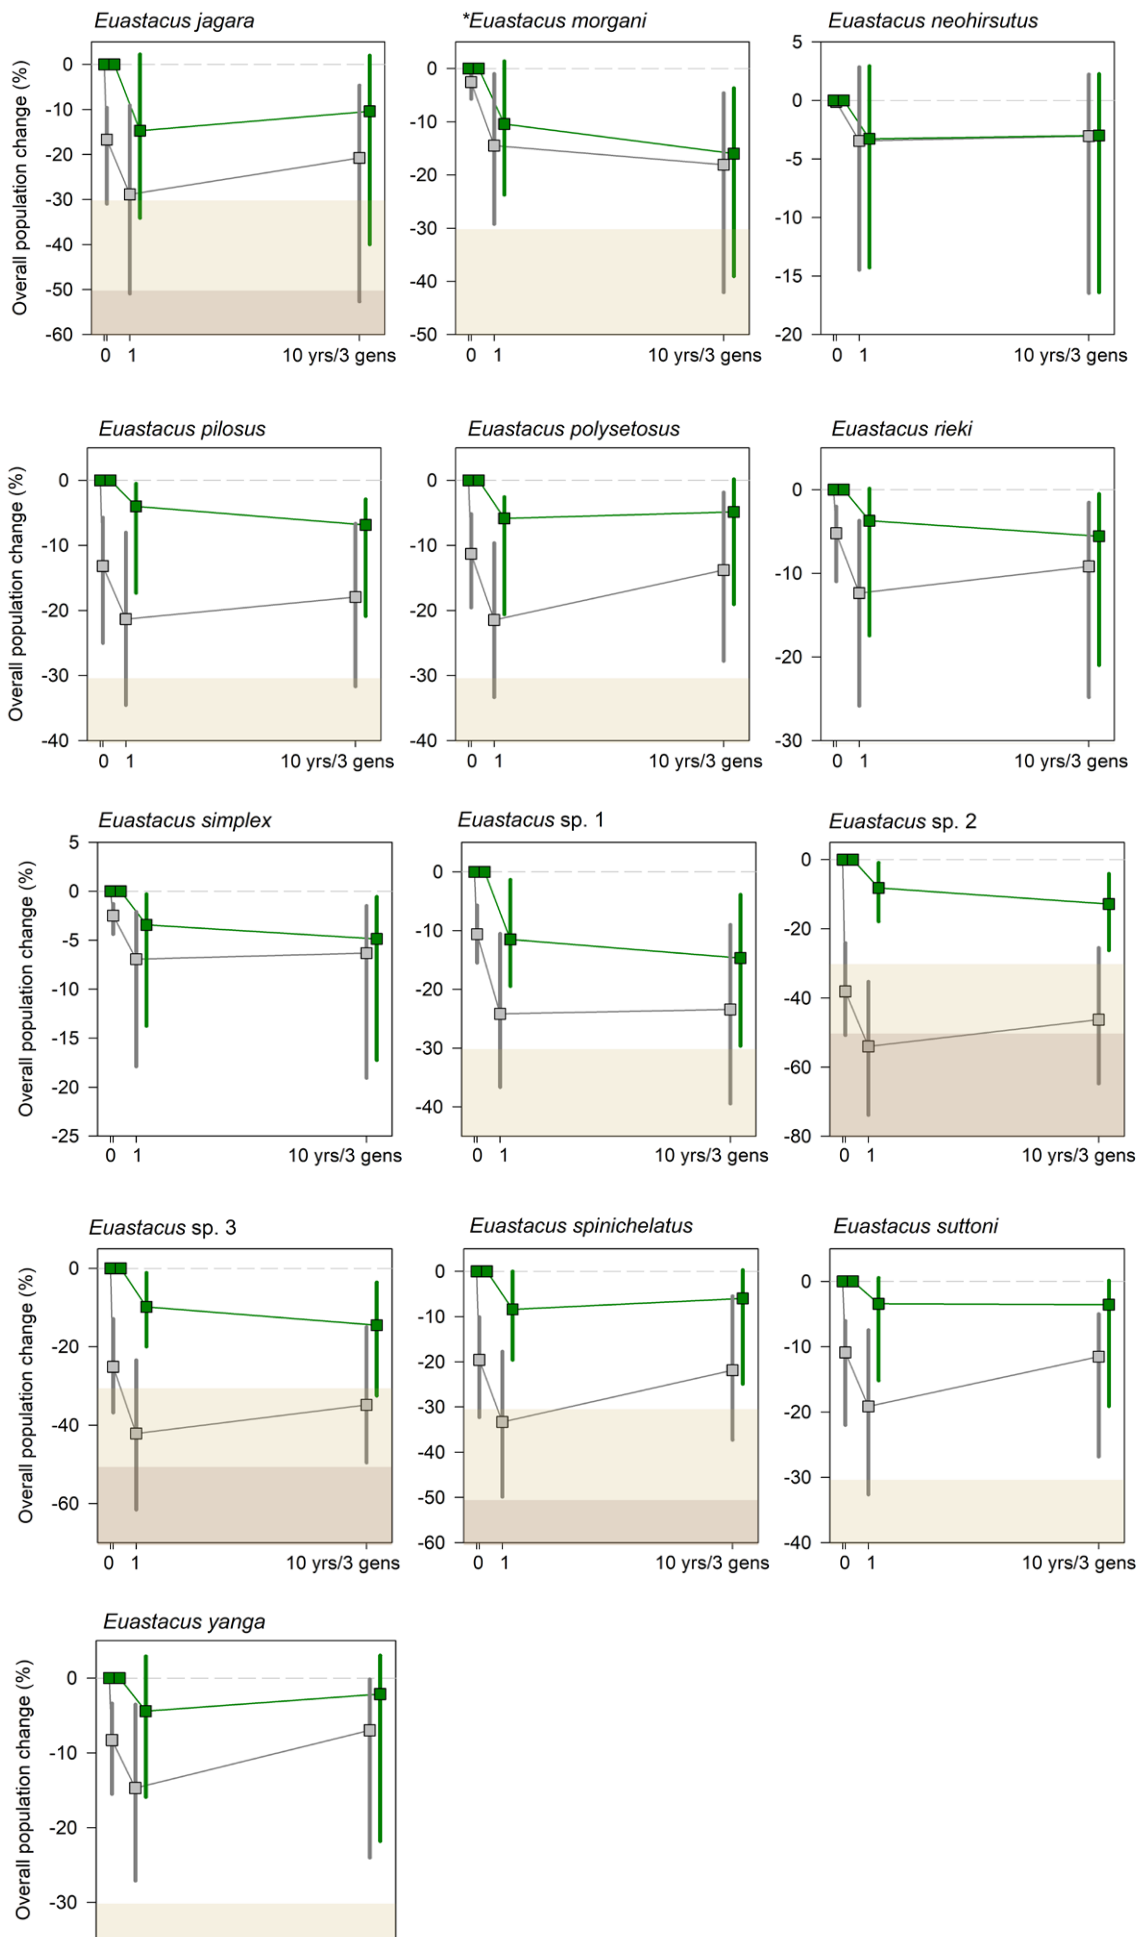 Euastacus jagara
*Euastacus morgani
Euastacus neohirsutus
Overall population change (%)
0
-10
-20
-30
-40
-50
-60
0 1 10 yrs/3 gens
0
-10
-20
-30
-40
-50
0 1 10 yrs/3 gens
5
0
-5
-10
-15
-20
0 1 10 yrs/3 gens
Euastacus pilosus
Euastacus polysetosus
Euastacus rieki
Overall population change (%)
0
-10
-20
-30
-40
0 1 10 yrs/3 gens
0
-10
-20
-30
-40
0 1 10 yrs/3 gens
0
-10
-20
-30
0 1 10 yrs/3 gens
Euastacus simplex
Euastacus sp. 1
Euastacus sp. 2
Overall population change (%)
5
0
-5
-10
-15
-20
-25
0 1 10 yrs/3 gens
0
-10
-20
-30
-40
0 1 10 yrs/3 gens
0
-20
-40
-60
-80
0 1 10 yrs/3 gens
Euastacus sp. 3
Euastacus spinichelatus
Euastacus suttoni
Overall population change (%)
0
-20
-40
-60
0 1 10 yrs/3 gens
0
-10
-20
-30
-40
-50
-60
0 1 10 yrs/3 gens
0
-10
-20
-30
-40
0 1 10 yrs/3 gens
Euastacus yanga
Overall population change (%)
0
-10
-20
-30